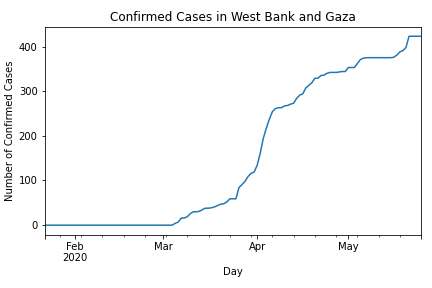 Confirmed Cases in West Bank and Gaza
Number of Confirmed Cases
400
300
200
100
0
Feb
2020
Mar
Apr
May
Day